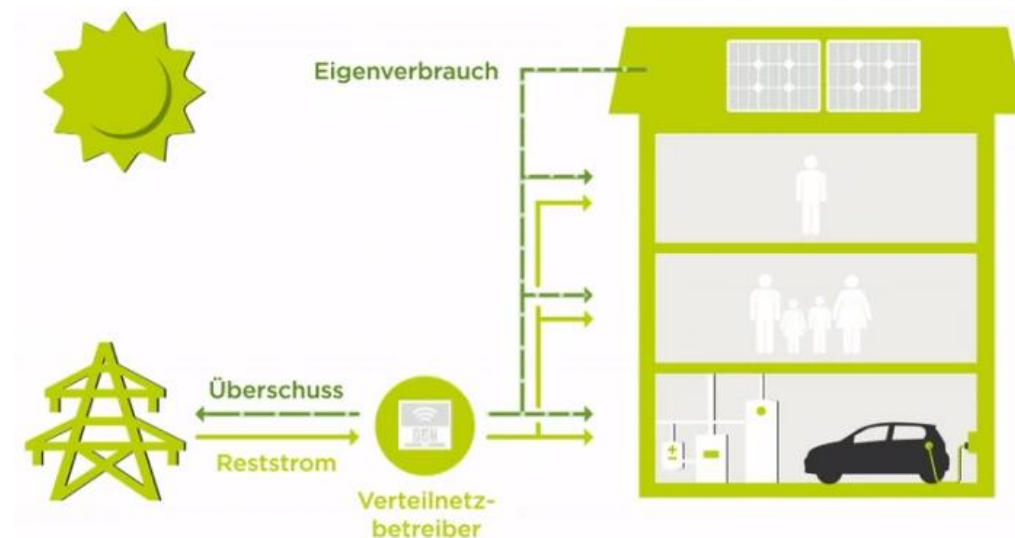 Eigenverbrauch
Überschuss
Reststrom
Verteilnetz-
betreiber